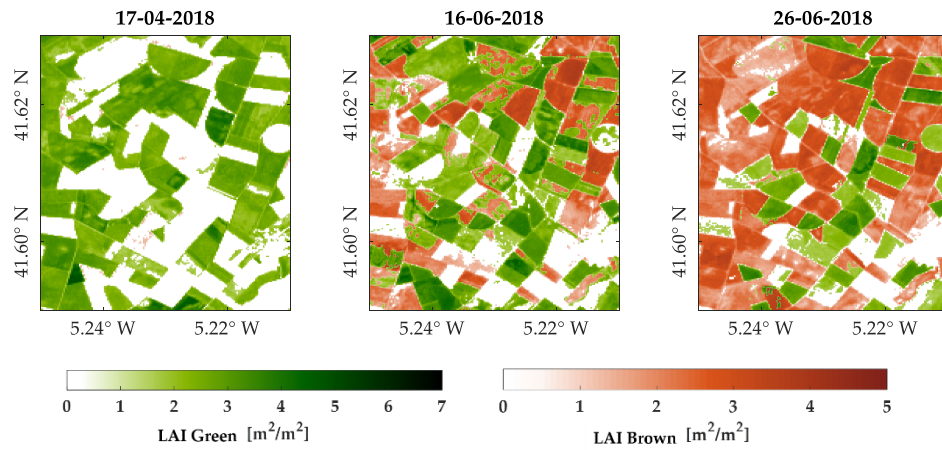 17-04-2018 16-06-2018 26-06-2018
41.62° N 41.62° N 41.62° N
41.60° N 41.60° N 41.60° N
5.24° W 5.22° W 5.24° W 5.22° W 5.24° W 5.22° W
0 1 2 3 4 5 6 7 0 1 2 3 4 5
LAI Green [m²/m²] LAI Brown [m²/m²]